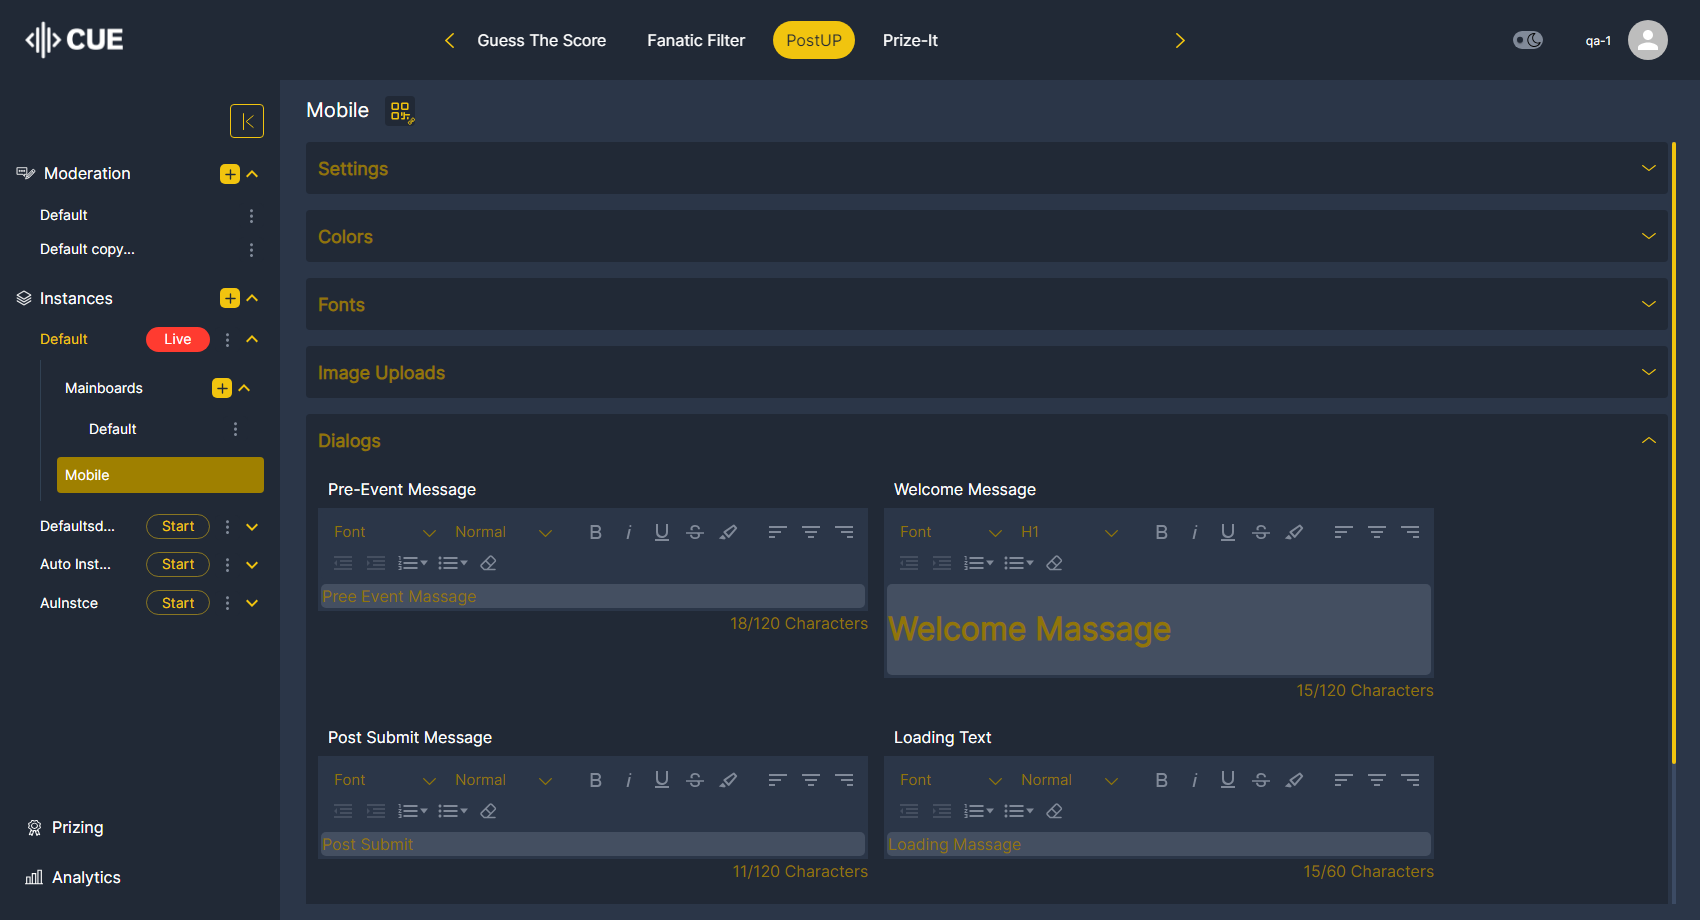 CUE
Guess The Score
Fanatic Filter
PostUP
Prize-It
qa-1
Moderation
Default
Default copy...
Instances
Default
Live
Mainboards
Default
Mobile
Defaultsd...
Start
Auto Inst...
Start
AuInstce
Start
Prizing
Analytics
Mobile
Settings
Colors
Fonts
Image Uploads
Dialogs
Pre-Event Message
Font
Normal
B i U S
Pree Event Massage
18/120 Characters
Welcome Message
Font
H1
B i U S
Welcome Massage
15/120 Characters
Post Submit Message
Font
Normal
B i U S
Post Submit
11/120 Characters
Loading Text
Font
Normal
B i U S
Loading Massage
15/60 Characters